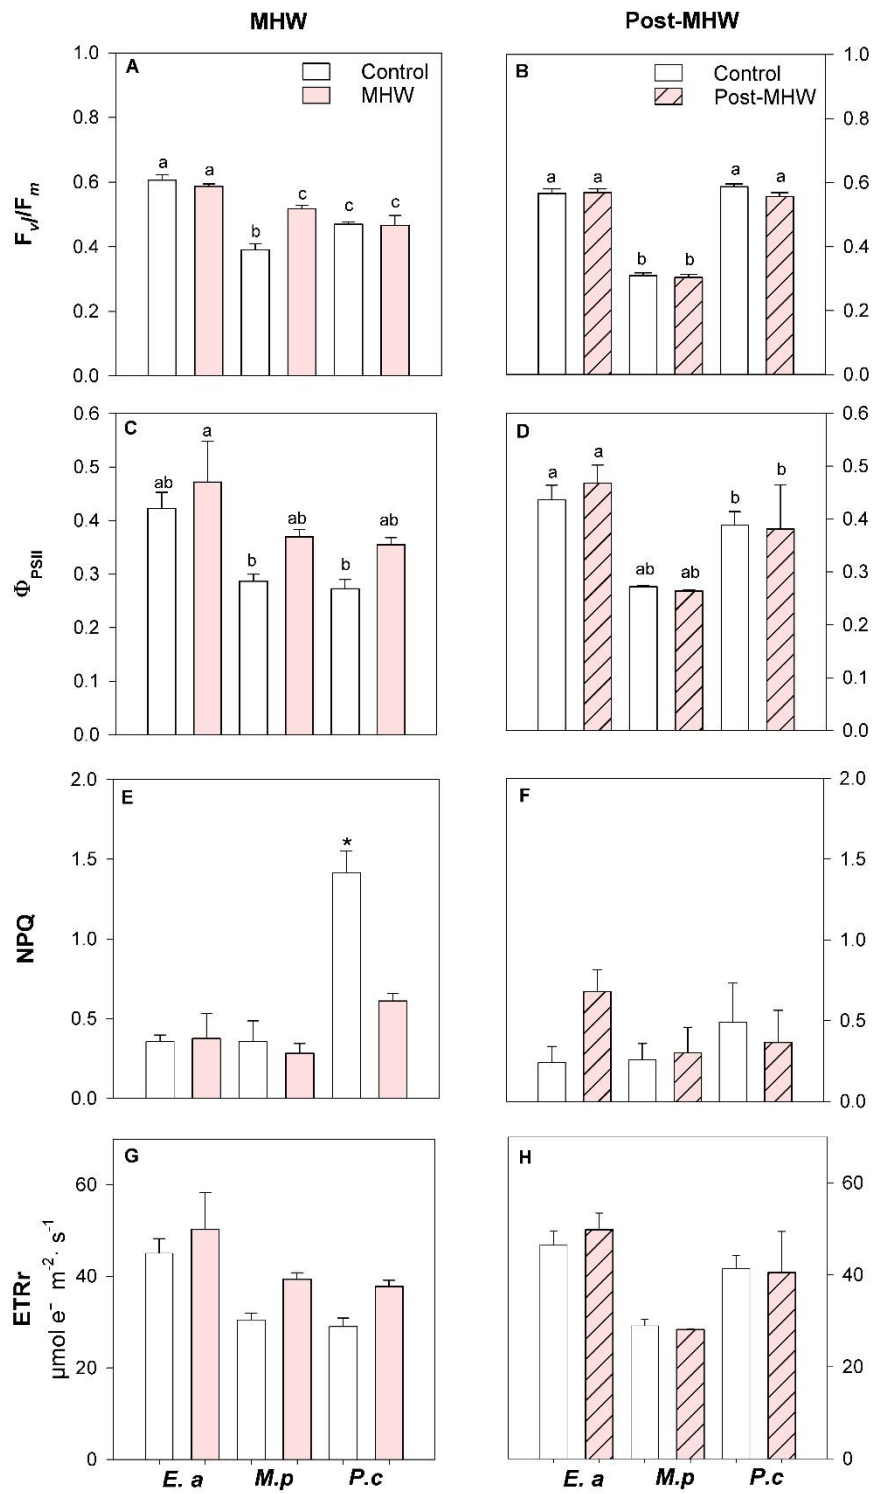 MHW Post-MHW
A
Control
MHW
1.0
0.8
0.6
0.4
0.2
0.0
Fv//Fm
a a b c c c
B
Control
Post-MHW
1.0
0.8
0.6
0.4
0.2
0.0
a a b b a a
C
0.6
0.5
0.4
0.3
0.2
0.1
0.0
ΦPSII
ab a b ab b ab
D
0.6
0.5
0.4
0.3
0.2
0.1
0.0
a a ab ab b b
E
2.0
1.5
1.0
0.5
0.0
NPQ
*
F
2.0
1.5
1.0
0.5
0.0
G
60
40
20
0
ETRr
µmol e⁻ m⁻²· s⁻¹
E. a M.p P.c
H
60
40
20
0
E. a M.p P.c